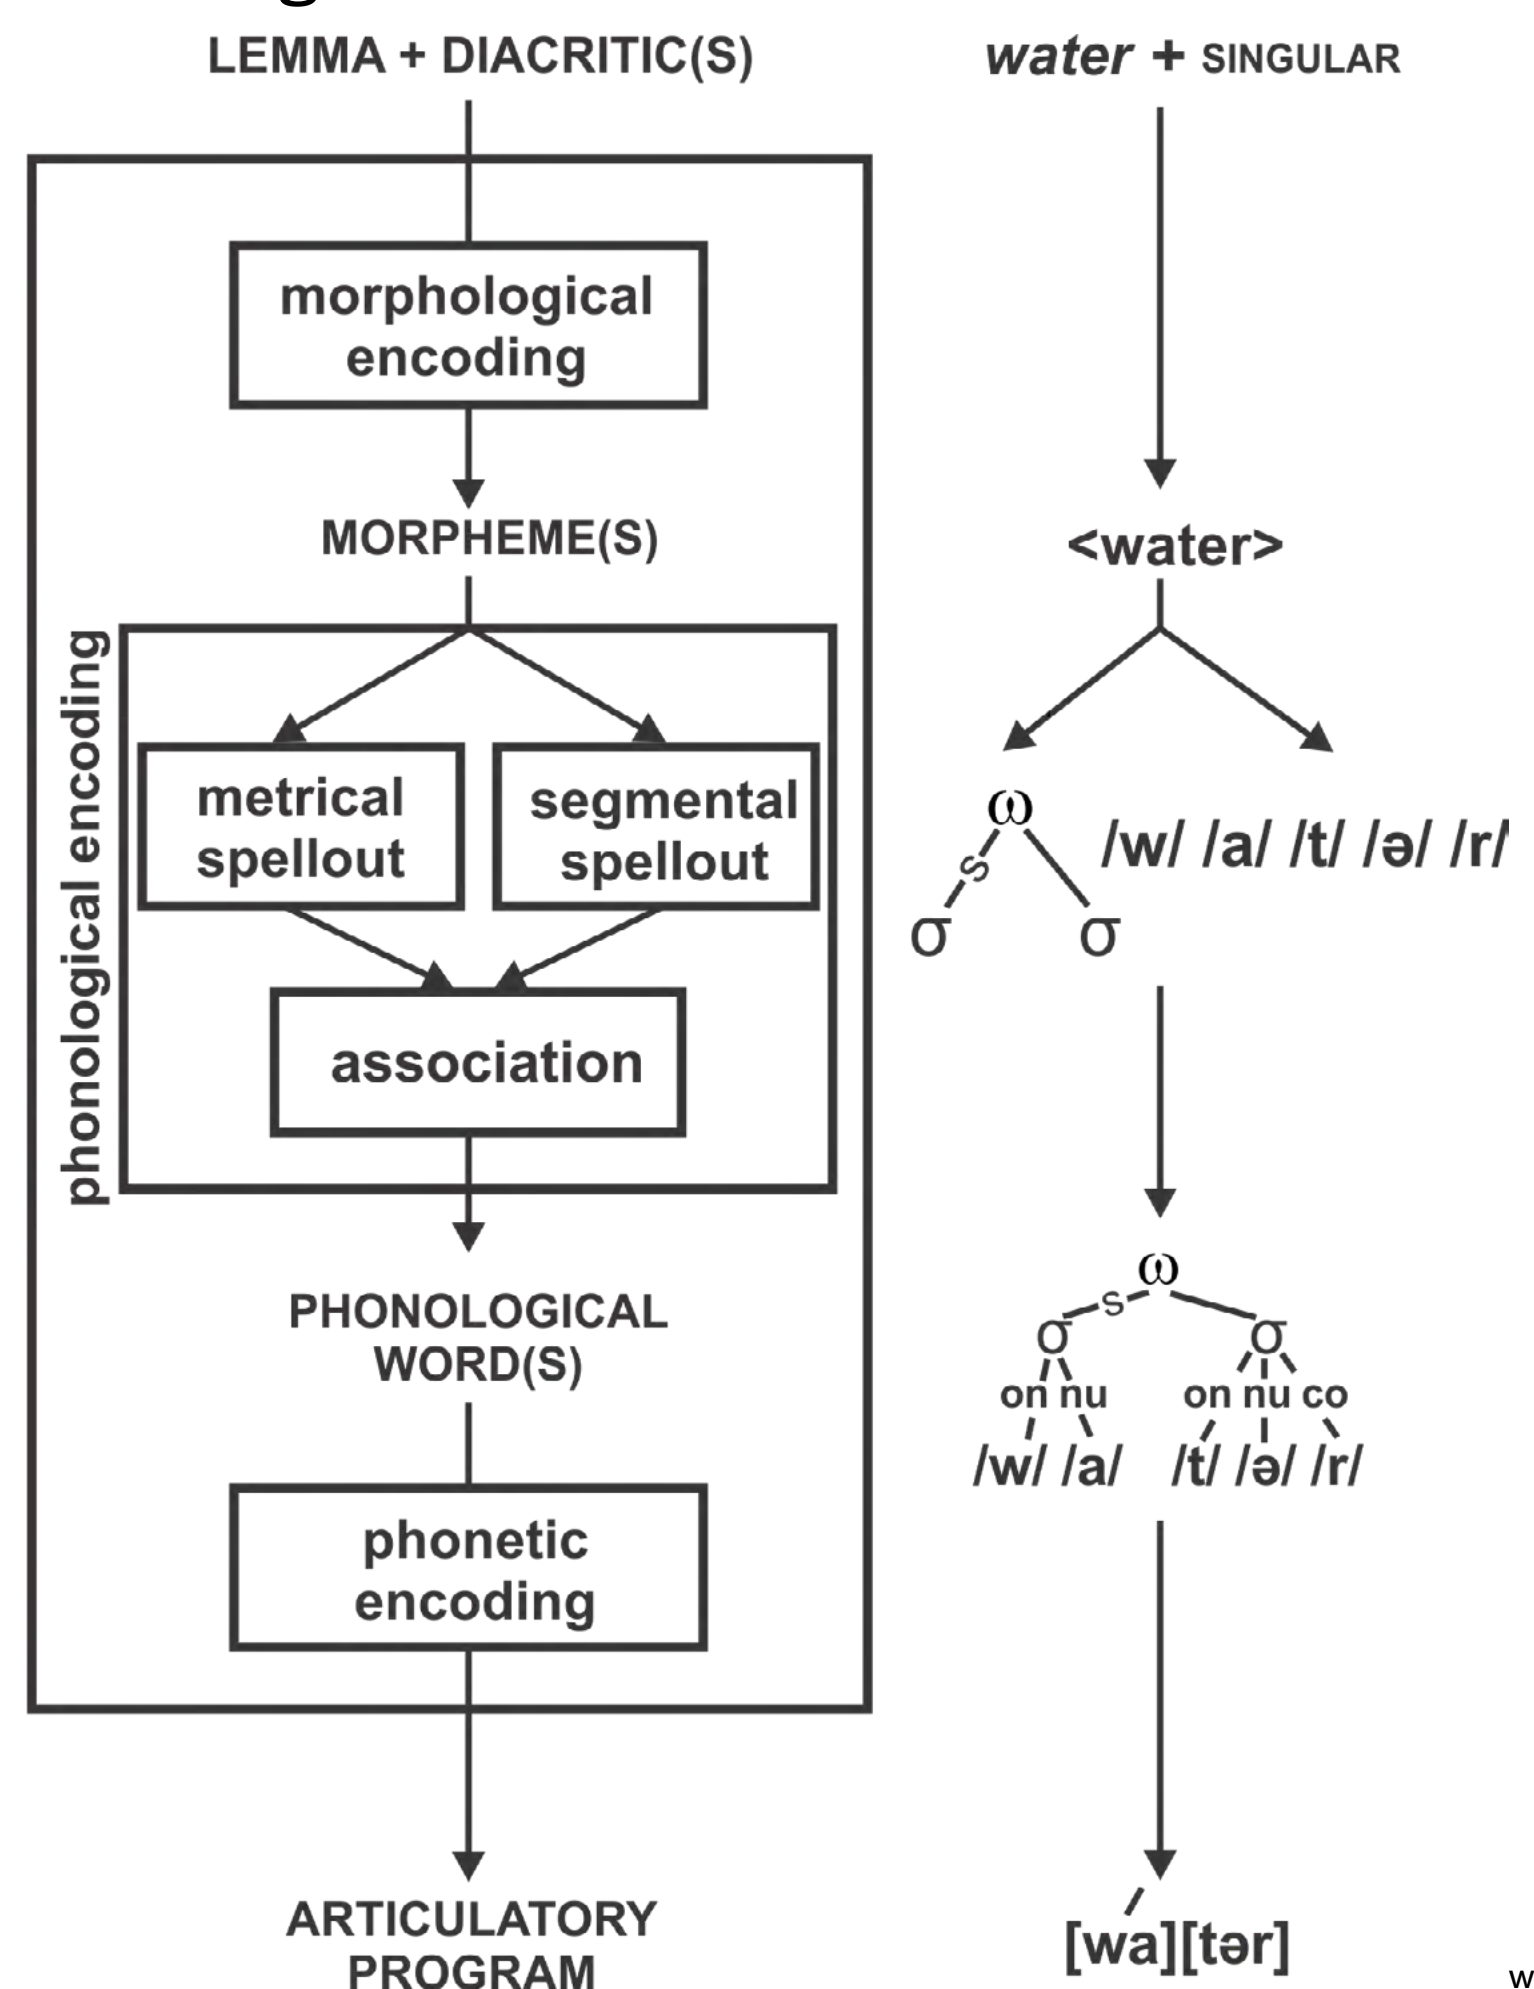 LEMMA + DIACRITIC(S)
morphological
encoding
MORPHEME(S)
phonological encoding
metrical
spellout
segmental
spellout
association
PHONOLOGICAL
WORD(S)
phonetic
encoding
ARTICULATORY
PROGRAM
water + SINGULAR
<water>
ω
s
σ σ
/w/ /a/ /t/ /ə/ /r/
ω
s
σ σ
on nu on nu co
/w/ /a/ /t/ /ə/ /r/
[wa][tər]
w